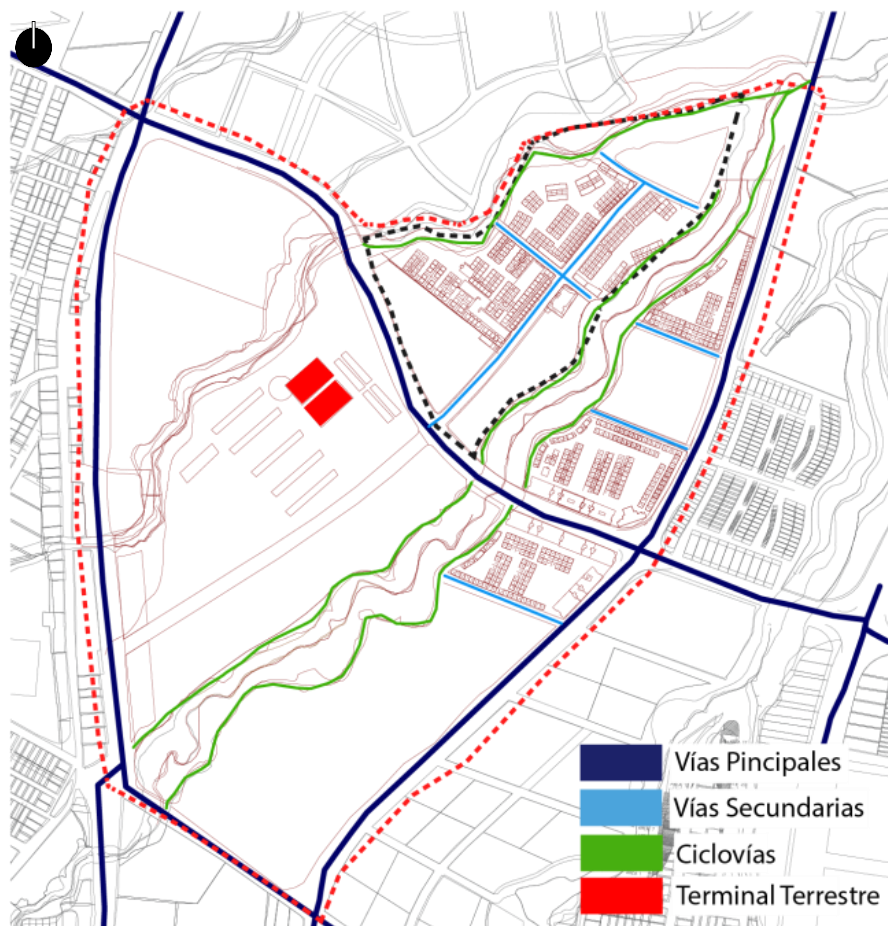 Vías Pincipales
Vías Secundarias
Ciclovías
Terminal Terrestre